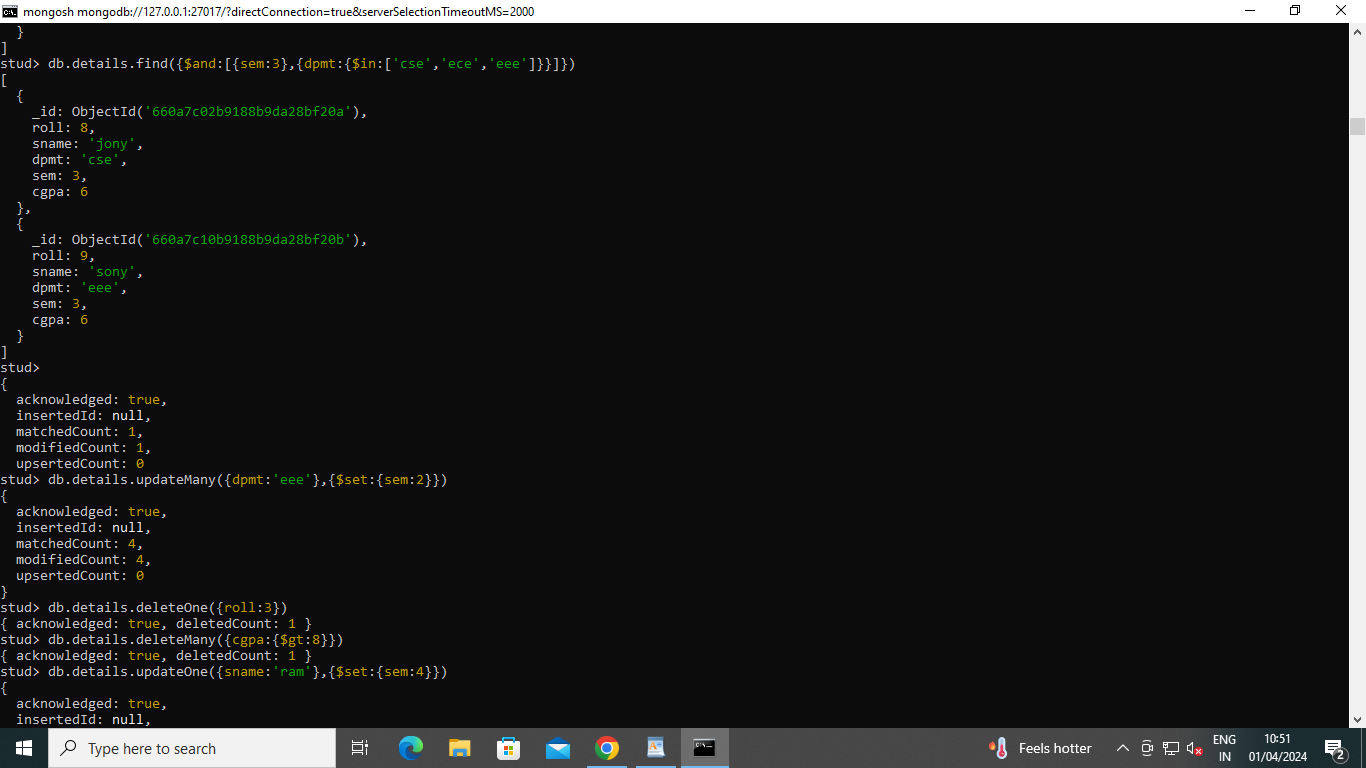 mongosh mongodb://127.0.0.1:27017/?directConnection=true&serverSelectionTimeoutMS=2000
  }
]
stud> db.details.find({$and:[{sem:3},{dpmt:{$in:['cse','ece','eee']}}]})
[
  {
    _id: ObjectId('660a7c02b9188b9da28bf20a'),
    roll: 8,
    sname: 'jony',
    dpmt: 'cse',
    sem: 3,
    cgpa: 6
  },
  {
    _id: ObjectId('660a7c10b9188b9da28bf20b'),
    roll: 9,
    sname: 'sony',
    dpmt: 'eee',
    sem: 3,
    cgpa: 6
  }
]
stud>
{
  acknowledged: true,
  insertedId: null,
  matchedCount: 1,
  modifiedCount: 1,
  upsertedCount: 0
stud> db.details.updateMany({dpmt:'eee'},{$set:{sem:2}})
{
  acknowledged: true,
  insertedId: null,
  matchedCount: 4,
  modifiedCount: 4,
  upsertedCount: 0
}
stud> db.details.deleteOne({roll:3})
{ acknowledged: true, deletedCount: 1 }
stud> db.details.deleteMany({cgpa:{$gt:8}})
{ acknowledged: true, deletedCount: 1 }
stud> db.details.updateOne({sname:'ram'},{$set:{sem:4}})
{
  acknowledged: true,
  insertedId: null,
Type here to search
Feels hotter
ENG
IN
10:51
01/04/2024
2